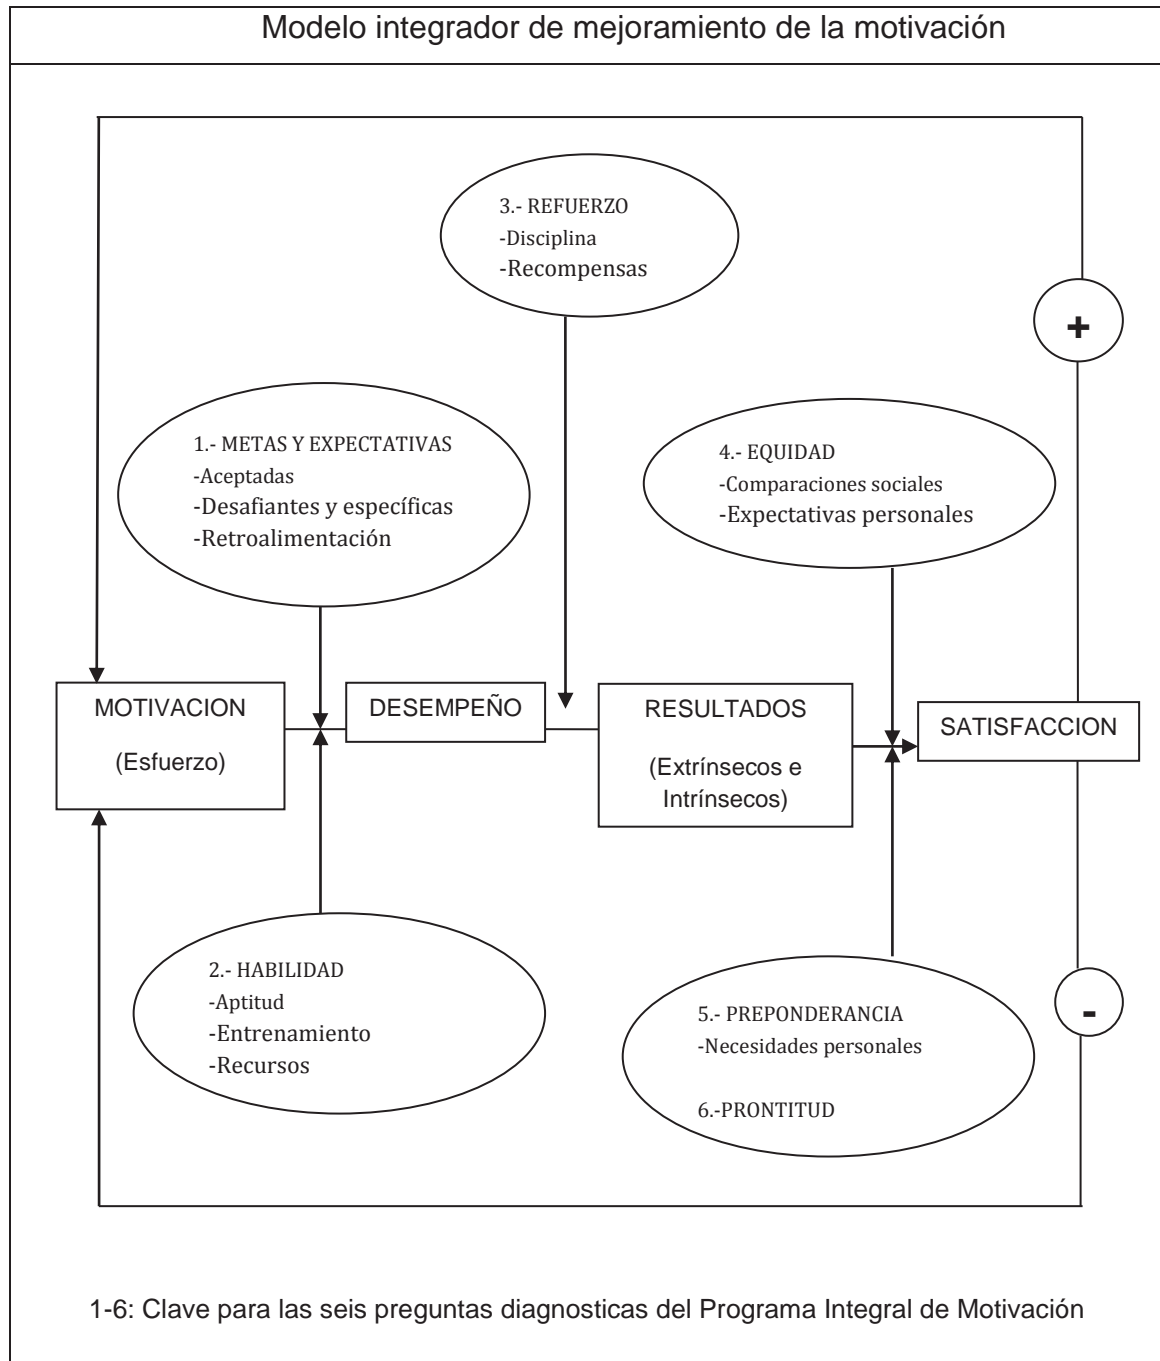 Modelo integrador de mejoramiento de la motivación
3.- REFUERZO
-Disciplina
-Recompensas
+
1.- METAS Y EXPECTATIVAS
-Aceptadas
-Desafiantes y específicas
-Retroalimentación
4.- EQUIDAD
-Comparaciones sociales
-Expectativas personales
MOTIVACION
(Esfuerzo)
DESEMPEÑO
RESULTADOS
(Extrínsecos e
Intrínsecos)
SATISFACCION
2.- HABILIDAD
-Aptitud
-Entrenamiento
-Recursos
5.- PREPONDERANCIA
-Necesidades personales
6.-PRONTITUD
-
1-6: Clave para las seis preguntas diagnosticas del Programa Integral de Motivación